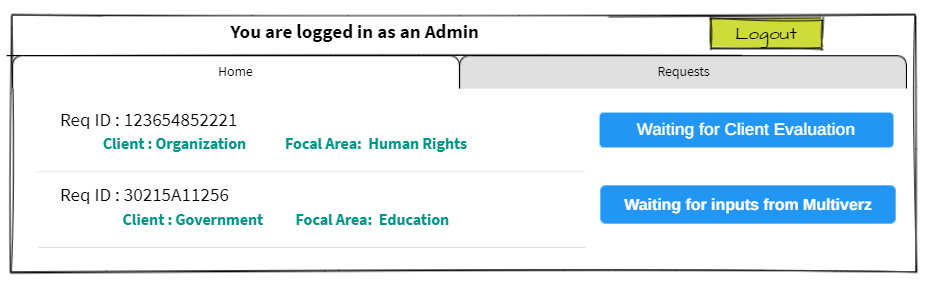 You are logged in as an Admin
Logout
Home
Requests
Req ID : 123654852221
Client : Organization Focal Area: Human Rights
Waiting for Client Evaluation
Req ID : 30215A11256
Client : Government Focal Area: Education
Waiting for inputs from Multiverz